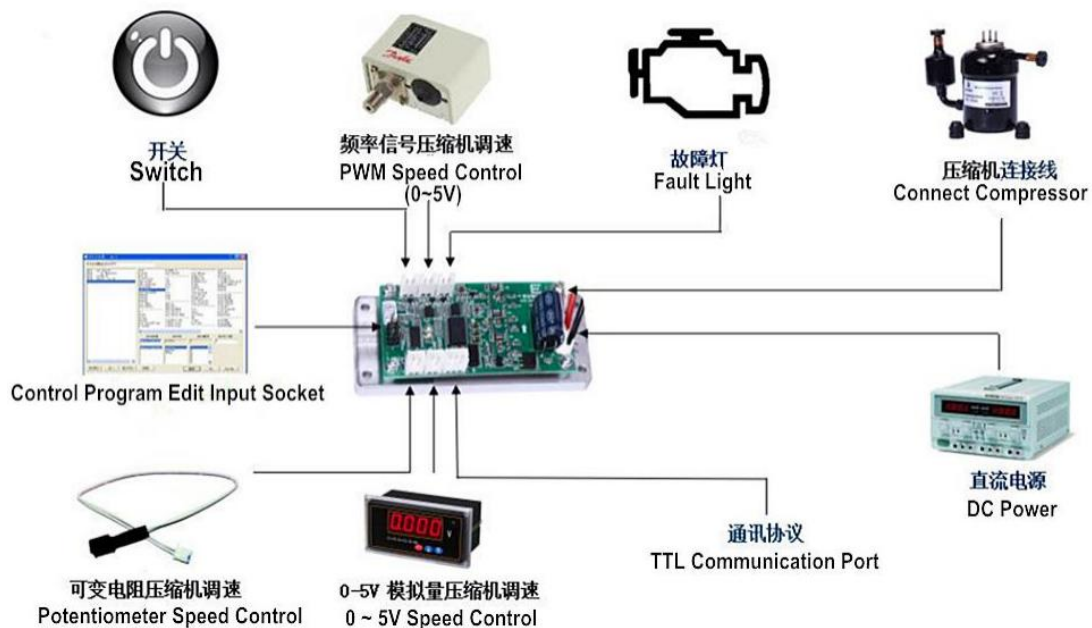 开关
Switch
频率信号压缩机调速
PWM Speed Control
(0~5V)
故障灯
Fault Light
压缩机连接线
Connect Compressor
Control Program Edit Input Socket
直流电源
DC Power
可变电阻压缩机调速
Potentiometer Speed Control
0.000
V
0-5V 模拟量压缩机调速
0 ~ 5V Speed Control
通讯协议
TTL Communication Port